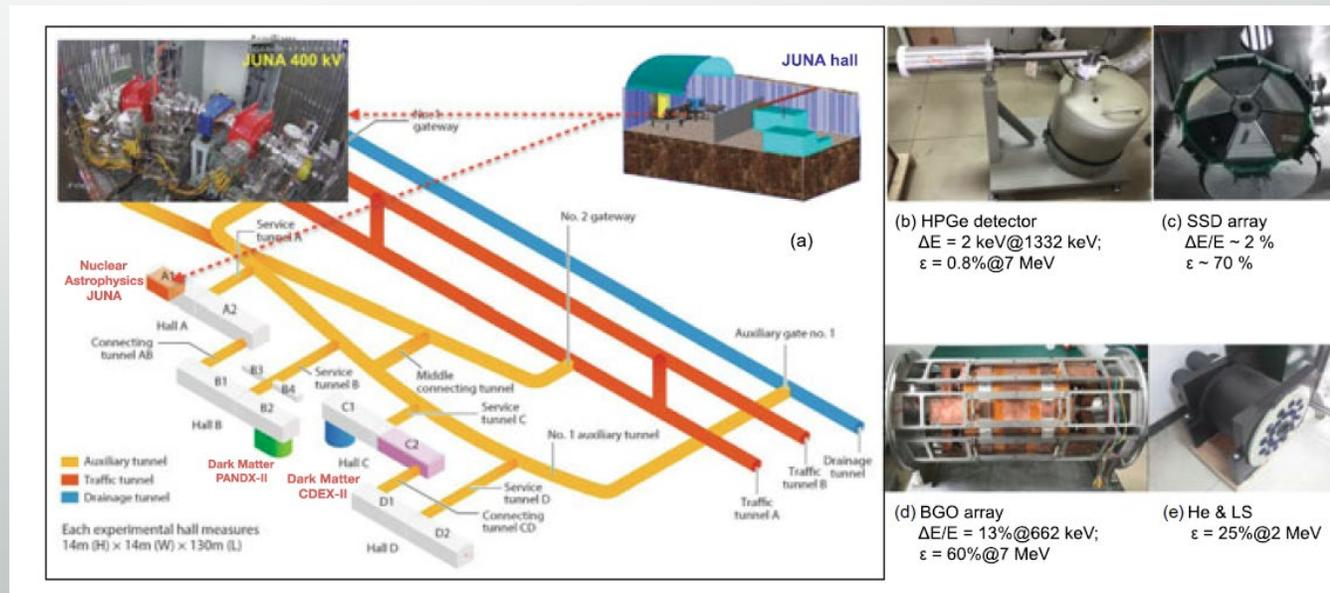 JUNA 400 kV
JUNA hall
gateway
No. 2 gateway
Service
tunnel A
(a)
Nuclear
Astrophysics
JUNA
A1
A2
Hall A
Connecting
tunnel AB
Auxiliary gate no. 1
B1
B3
B4
B2
Hall B
Service
tunnel B
Middle
connecting tunnel
C1
C2
Hall C
Service
tunnel C
No. 1 auxiliary tunnel
Dark Matter
PANDX-II
Dark Matter
CDEX-II
D1
D2
Hall D
Service
tunnel D
Connecting
tunnel CD
Traffic
tunnel A
Traffic
tunnel B
Drainage
tunnel
Auxiliary tunnel
Traffic tunnel
Drainage tunnel
Each experimental hall measures
14m (H) × 14m (W) × 130m (L)
(b) HPGe detector
ΔE = 2 keV@1332 keV;
ε = 0.8%@7 MeV
(c) SSD array
ΔE/E ~ 2 %
ε ~ 70 %
(d) BGO array
ΔE/E = 13%@662 keV;
ε = 60%@7 MeV
(e) He & LS
ε = 25%@2 MeV